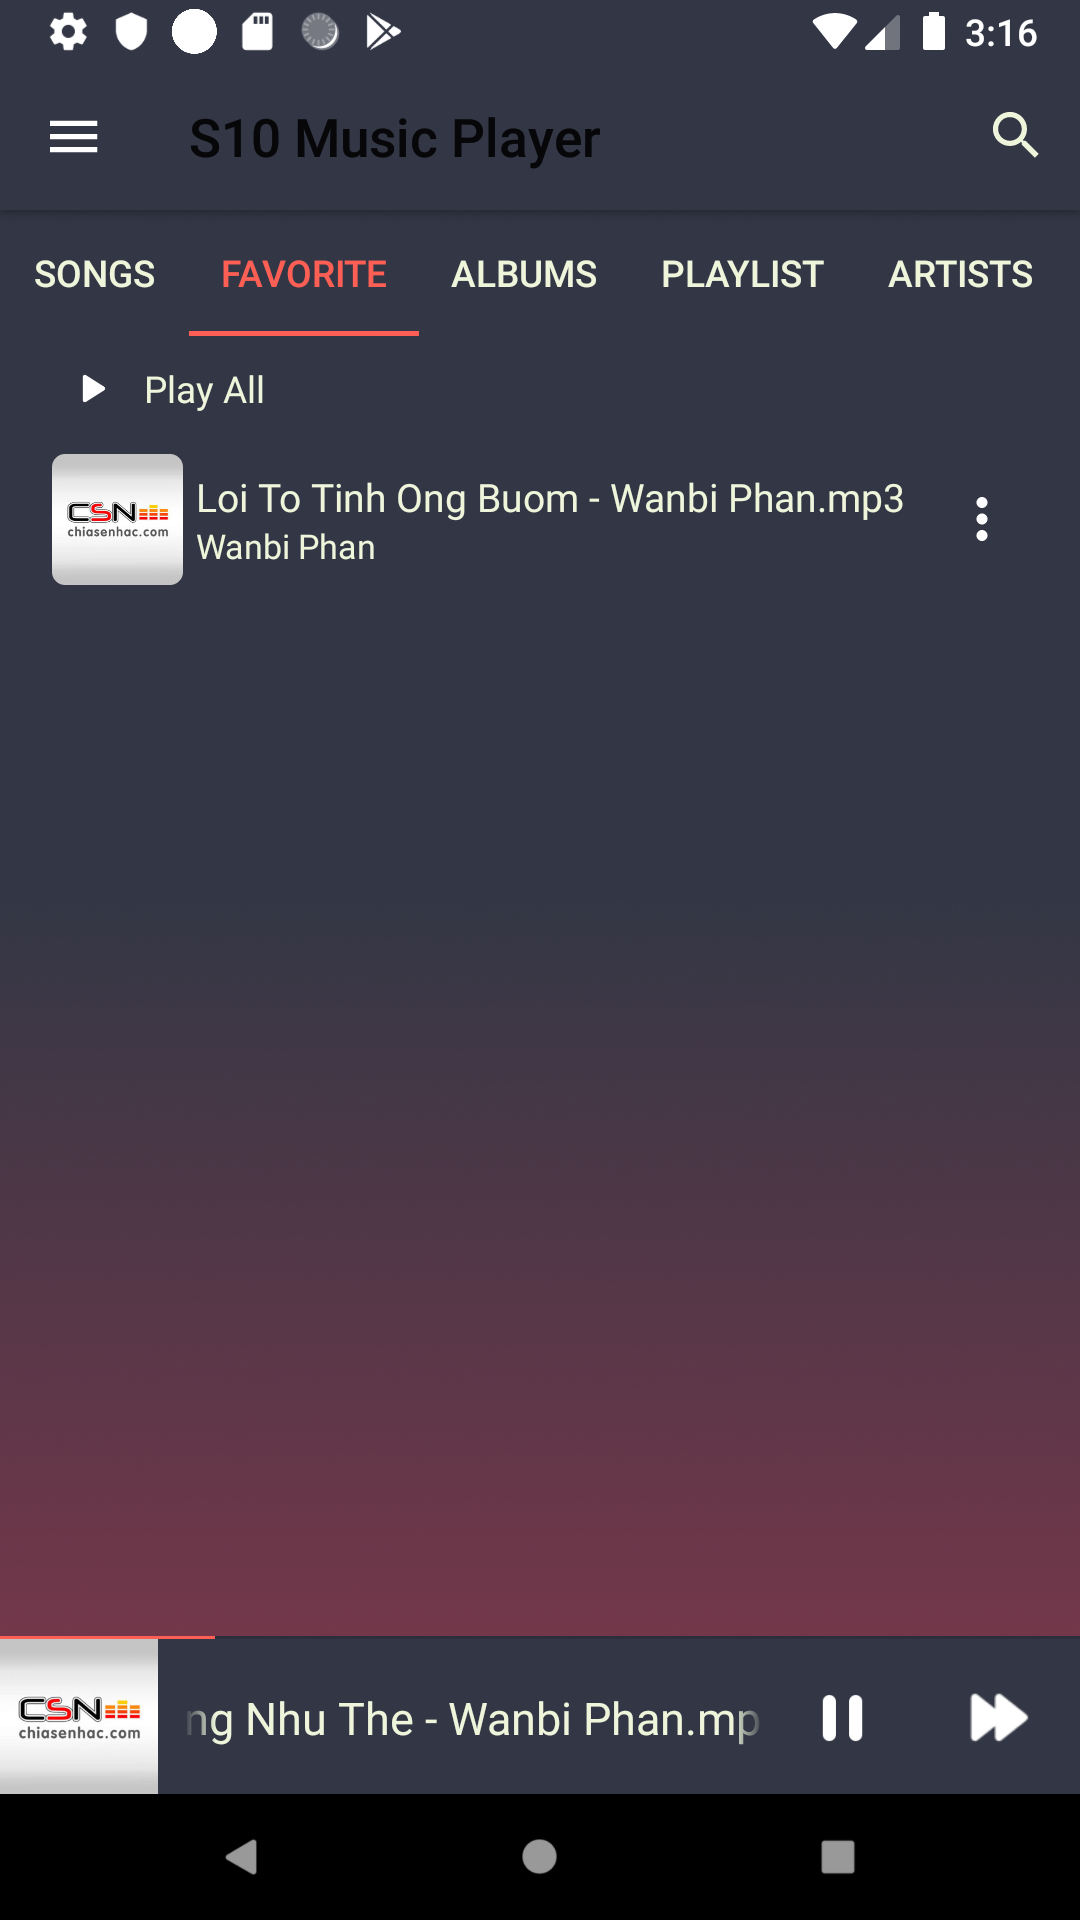 3:16
S10 Music Player
SONGS FAVORITE ALBUMS PLAYLIST ARTISTS
Play All
CSN
chiasenhac.com
Loi To Tinh Ong Buom - Wanbi Phan.mp3
Wanbi Phan
CSN
chiasenhac.com
ng Nhu The - Wanbi Phan.mp